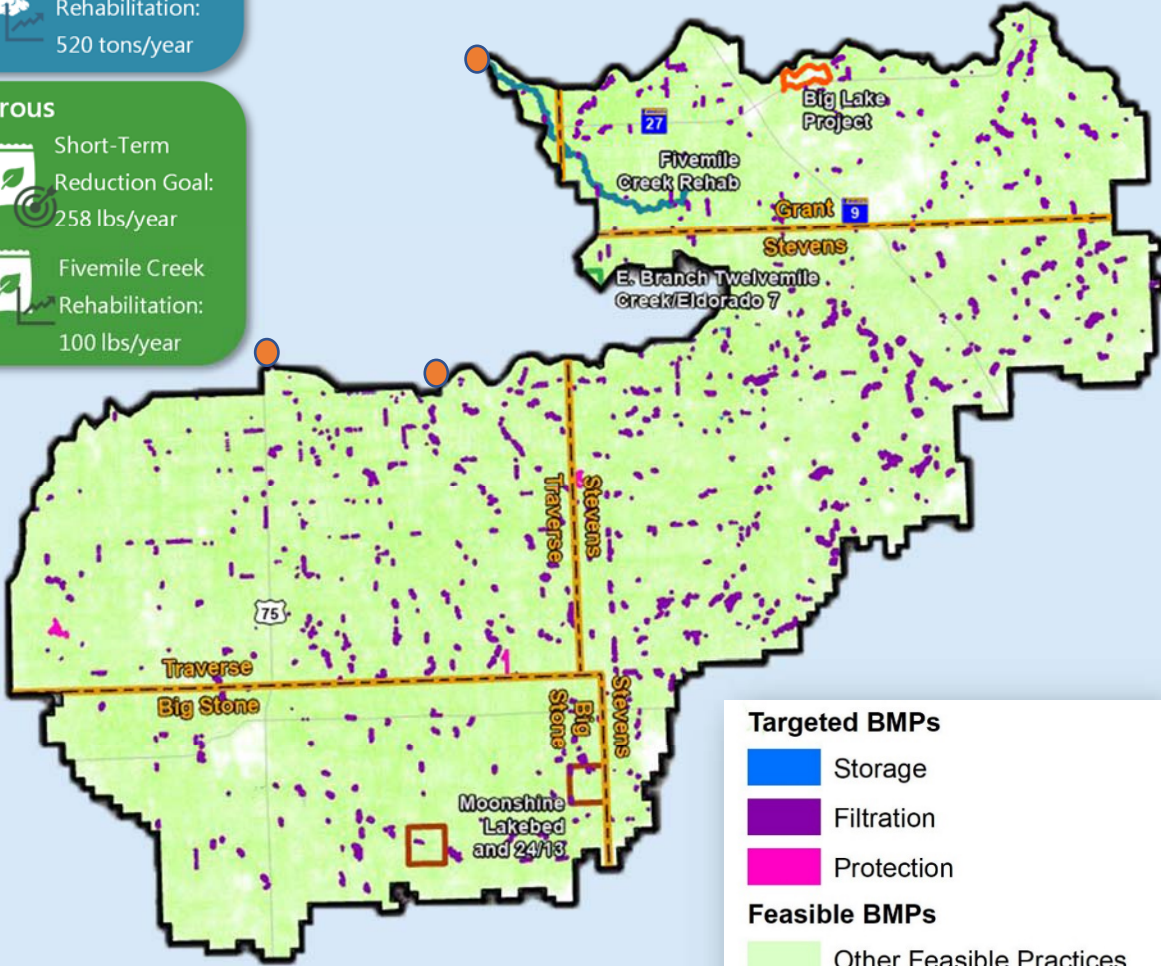 Rehabilitation:
520 tons/year
rous
Short-Term
Reduction Goal:
258 lbs/year
Fivemile Creek
Rehabilitation:
100 lbs/year
27
Big Lake
Project
Fivemile
Creek Rehab
Grant
9
Stevens
E. Branch Twelvemile
Creek/Eldorado 7
Traverse
Stevens
75
Traverse
Big Stone
Big
Stone
Stevens
Moonshine
Lakebed
and 24/13
Targeted BMPs
Storage
Filtration
Protection
Feasible BMPs
Other Feasible Practices